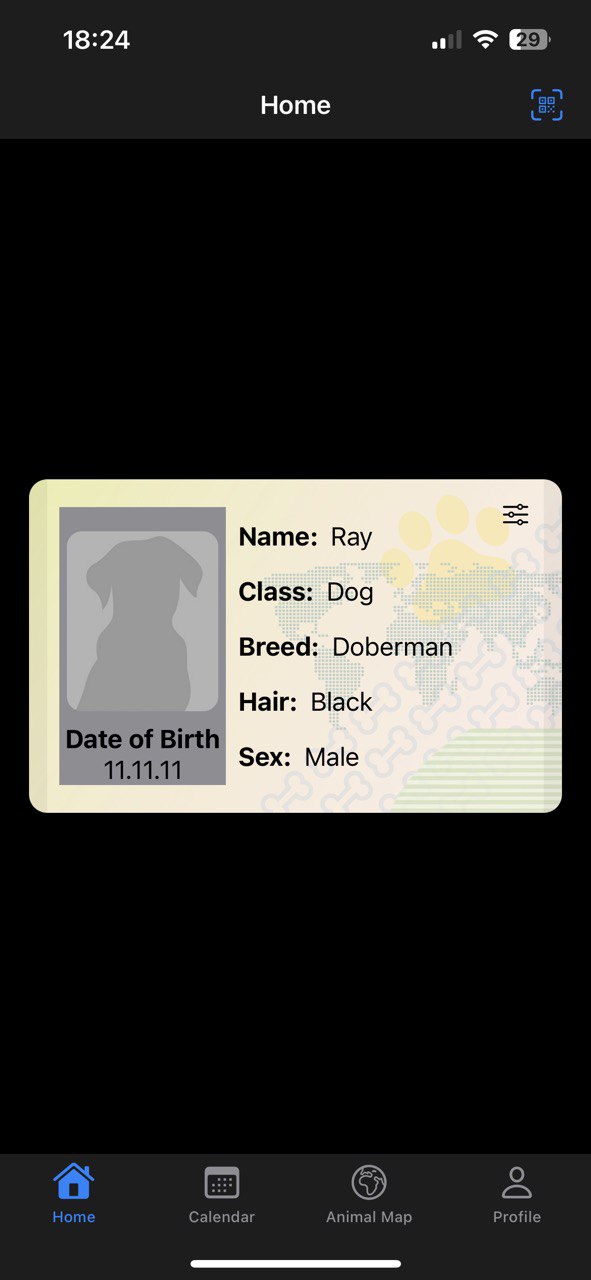 18:24
29
Home
Name: Ray
Class: Dog
Breed: Doberman
Hair: Black
Sex: Male
Date of Birth
11.11.11
Home
Calendar
Animal Map
Profile